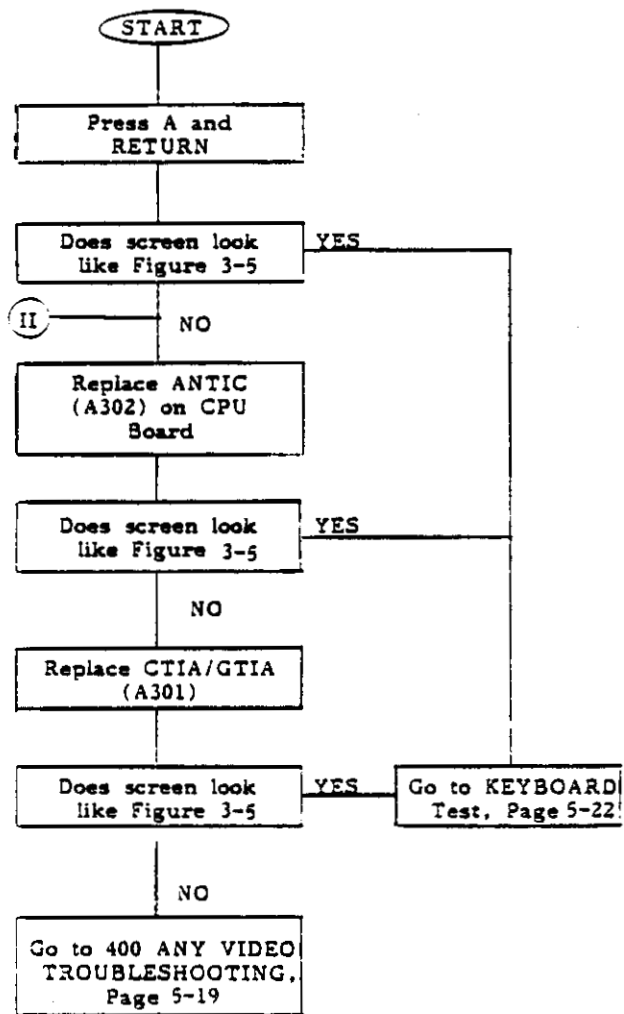 START
Press A and
RETURN
Does screen look
like Figure 3-5
YES
II
NO
Replace ANTIC
(A302) on CPU
Board
Does screen look
like Figure 3-5
YES
NO
Replace CTIA/GTIA
(A301)
Does screen look
like Figure 3-5
YES
Go to KEYBOARD
Test, Page 5-22
NO
Go to 400 ANY VIDEO
TROUBLESHOOTING,
Page 5-19